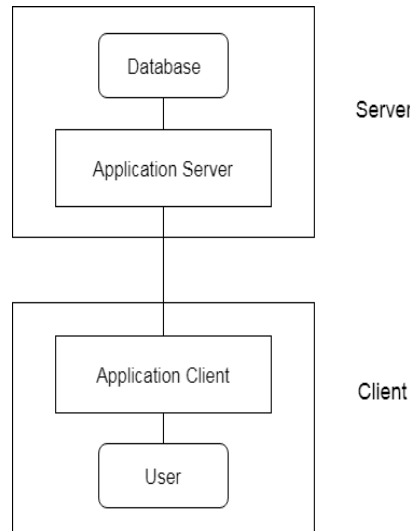 Database
Server
Application Server
Application Client
Client
User